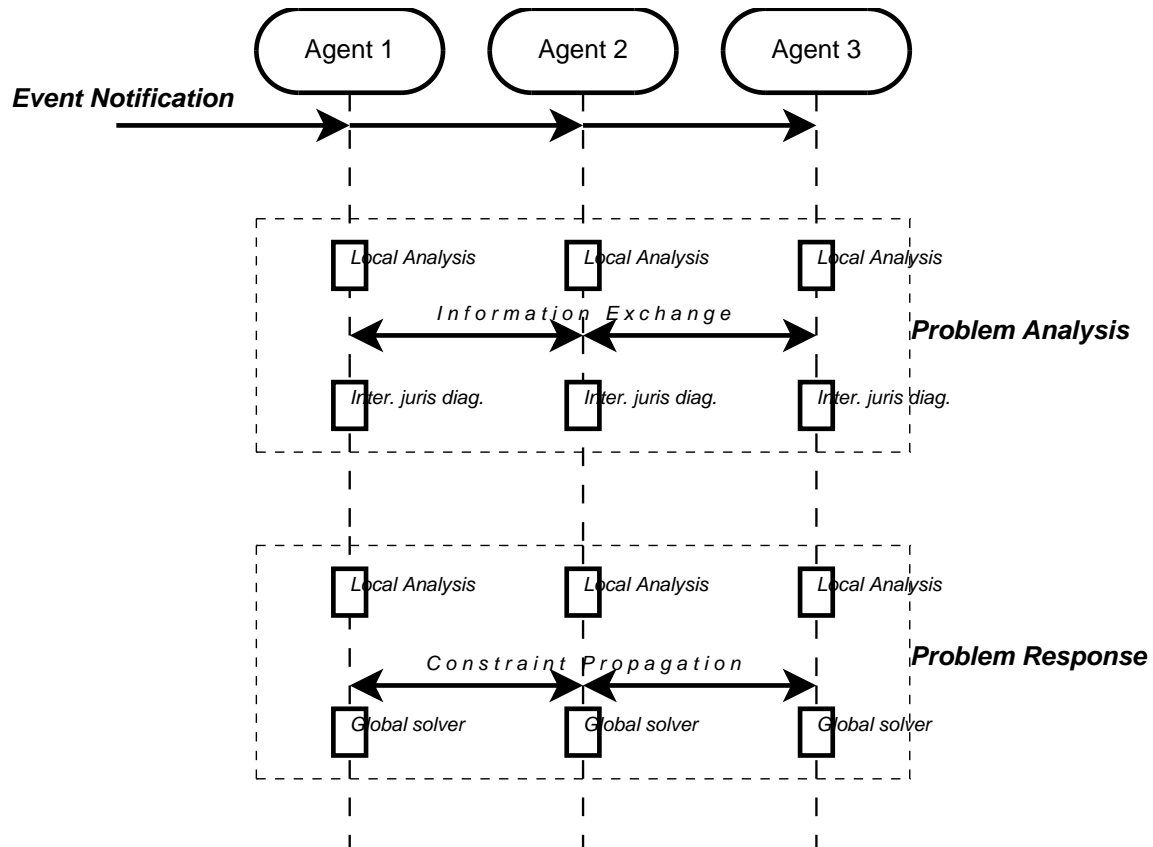 Agent 1
Agent 2
Agent 3
Event Notification
Local Analysis
Local Analysis
Local Analysis
Information Exchange
Problem Analysis
Inter. juris diag.
Inter. juris diag.
Inter. juris diag.
Local Analysis
Local Analysis
Local Analysis
Constraint Propagation
Problem Response
Global solver
Global solver
Global solver